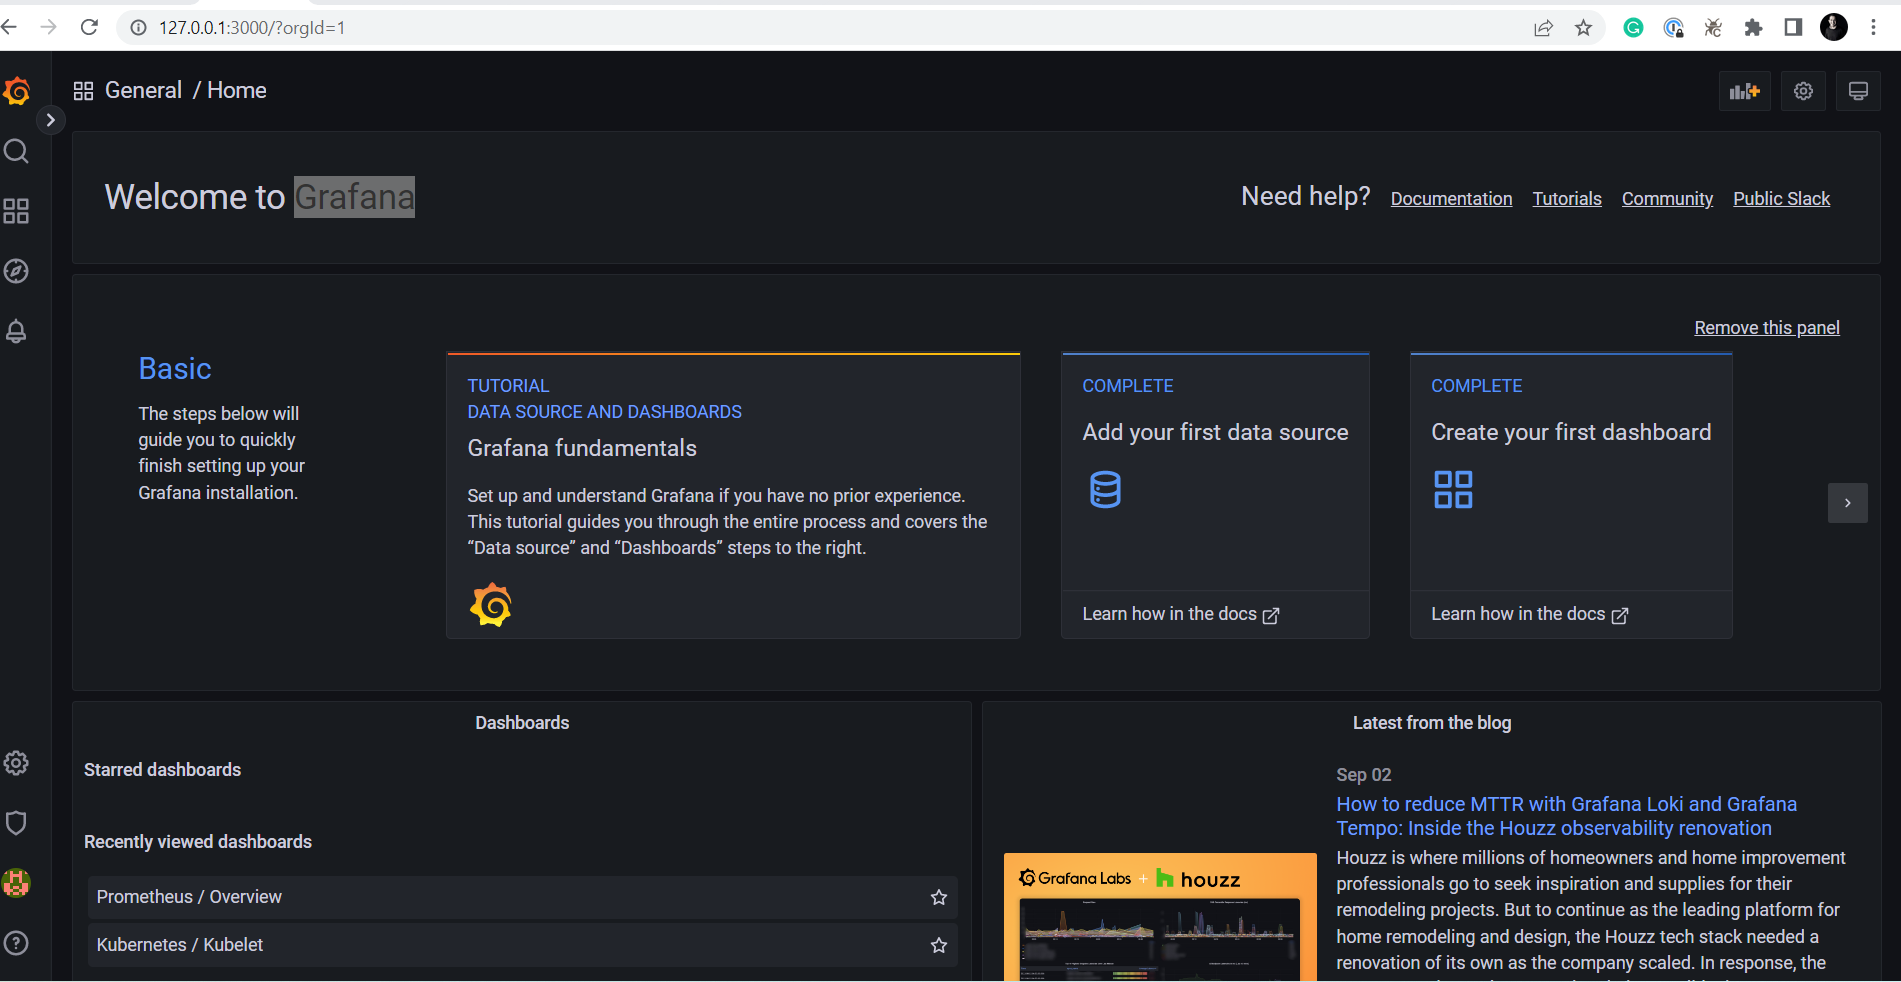 127.0.0.1:3000/?orgId=1
General / Home
Welcome to Grafana
Need help? Documentation Tutorials Community Public Slack
Remove this panel
Basic
The steps below will
guide you to quickly
finish setting up your
Grafana installation.
TUTORIAL
DATA SOURCE AND DASHBOARDS
Grafana fundamentals
Set up and understand Grafana if you have no prior experience.
This tutorial guides you through the entire process and covers the
“Data source” and “Dashboards” steps to the right.
COMPLETE
Add your first data source
Learn how in the docs
COMPLETE
Create your first dashboard
Learn how in the docs
Dashboards
Starred dashboards
Recently viewed dashboards
Prometheus / Overview
Kubernetes / Kubelet
Latest from the blog
Grafana Labs + houzz
Sep 02
How to reduce MTTR with Grafana Loki and Grafana
Tempo: Inside the Houzz observability renovation
Houzz is where millions of homeowners and home improvement
professionals go to seek inspiration and supplies for their
remodeling projects. But to continue as the leading platform for
home remodeling and design, the Houzz tech stack needed a
renovation of its own as the company scaled. In response, the